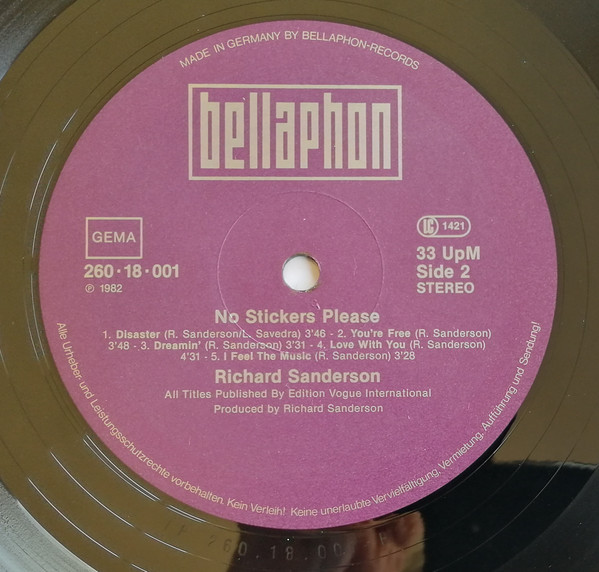 MADE IN GERMANY BY BELLAPHON-RECORDS
bellaphon
GEMA
260·18·001
℗ 1982
LC 1421
33 UpM
Side 2
STEREO
No Stickers Please
1. Disaster (R. Sanderson/L. Savedra) 3'46 - 2. You're Free (R. Sanderson)
3'48 - 3. Dreamin' (R. Sanderson) 3'31 - 4. Love With You (R. Sanderson)
4'31 - 5. I Feel The Music (R. Sanderson) 3'28
Richard Sanderson
All Titles Published By Edition Vogue International
Produced by Richard Sanderson
Alle Urheber- und Leistungsschutzrechte vorbehalten. Kein Verleih! Keine unerlaubte Vervielfältigung, Vermietung, Aufführung und Sendung!
260.18.00